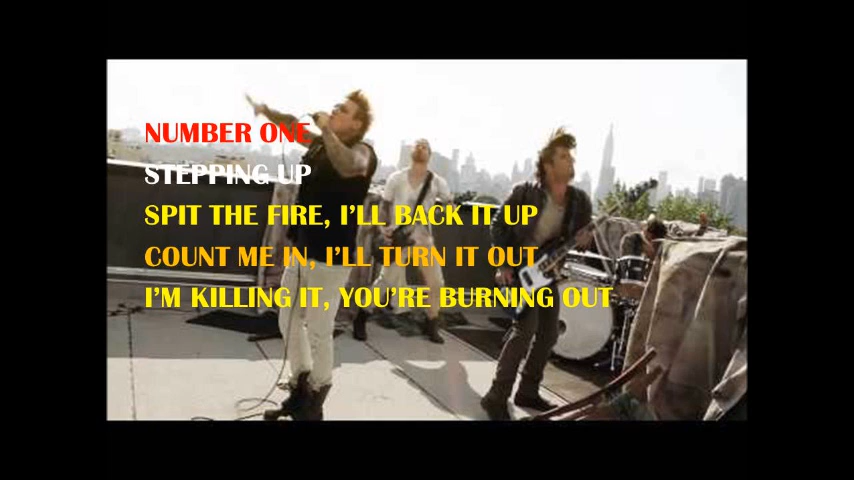 NUMBER ONE
STEPPING UP
SPIT THE FIRE, I'LL BACK IT UP
COUNT ME IN, I'LL TURN IT OUT
I'M KILLING IT, YOU'RE BURNING OUT